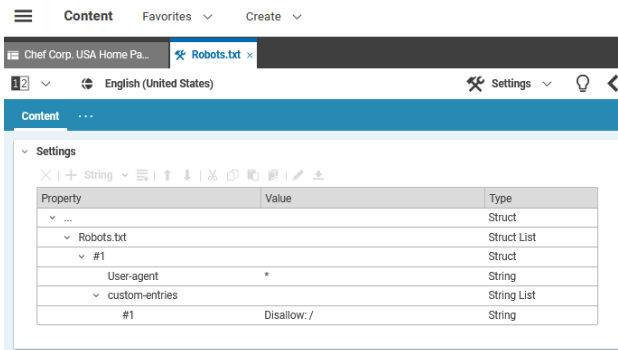 Content Favorites Create
Chef Corp. USA Home Pa... Robots.txt ×
12 English (United States) Settings
Content ...
Settings
String
Property Value Type
... Struct
Robots.txt Struct List
#1 Struct
User-agent * String
custom-entries String List
#1 Disallow: / String